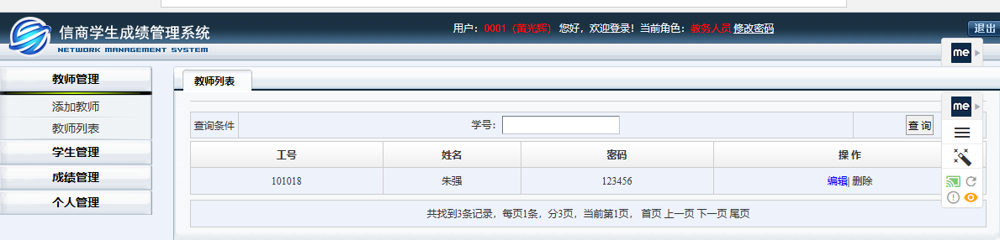 信商学生成绩管理系统
NETWORK MANAGEMENT SYSTEM
用户：0001（黄光辉） 您好，欢迎登录！当前角色：教务人员 修改密码
退出
me
教师管理
添加教师
教师列表
学生管理
成绩管理
个人管理
教师列表
查询条件 学号： 查 询
工号 姓名 密码 操 作
101018 朱强 123456 编辑| 删除
共找到3条记录，每页1条，分3页，当前第1页， 首页 上一页 下一页 尾页
me